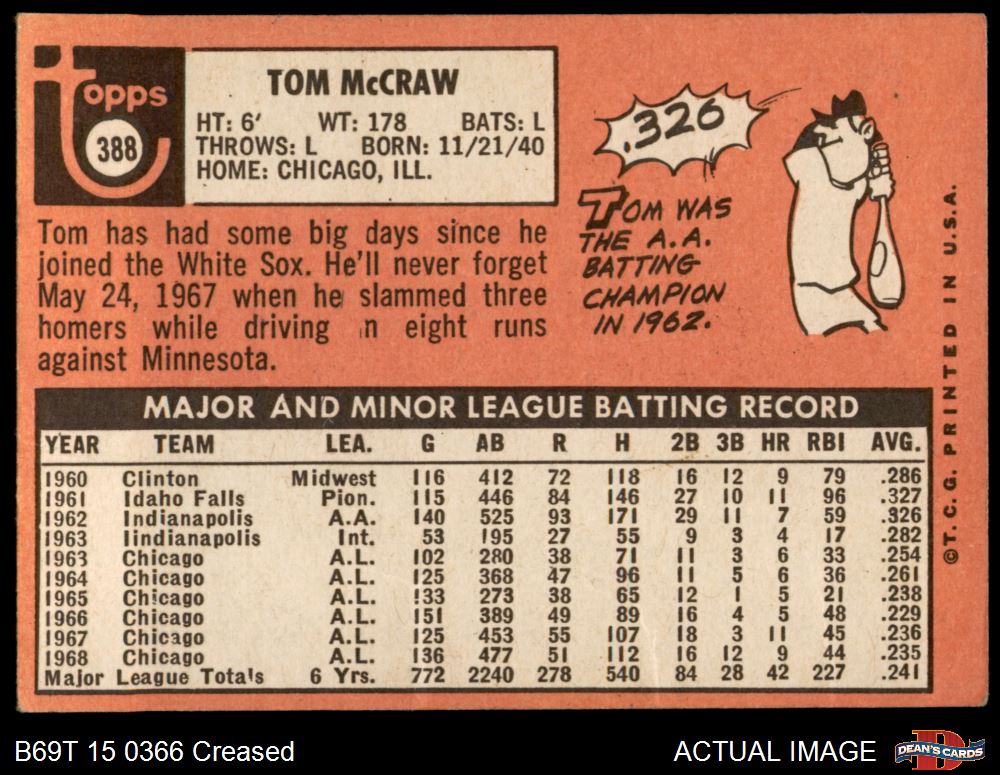 topps
388
TOM McCRAW
HT: 6' WT: 178 BATS: L
THROWS: L BORN: 11/21/40
HOME: CHICAGO, ILL.
Tom has had some big days since he
joined the White Sox. He'll never forget
May 24, 1967 when he slammed three
homers while driving in eight runs
against Minnesota.
.326
TOM WAS
THE A.A.
BATTING
CHAMPION
IN 1962.
©T.C.G. PRINTED IN U.S.A.
MAJOR AND MINOR LEAGUE BATTING RECORD
YEAR TEAM LEA. G AB R H 2B 3B HR RBI AVG.
1960 Clinton Midwest 116 412 72 118 16 12 9 79 .286
1961 Idaho Falls Pion. 115 446 84 146 27 10 11 96 .327
1962 Indianapolis A.A. 140 525 93 171 29 11 7 59 .326
1963 Iindianapolis Int. 53 195 27 55 9 3 4 17 .282
1963 Chicago A.L. 102 280 38 71 11 3 6 33 .254
1964 Chicago A.L. 125 368 47 96 11 5 6 36 .261
1965 Chicago A.L. 133 273 38 65 12 1 5 21 .238
1966 Chicago A.L. 151 389 49 89 16 4 5 48 .229
1967 Chicago A.L. 125 453 55 107 18 3 11 45 .236
1968 Chicago A.L. 136 477 51 112 16 12 9 44 .235
Major League Totals 6 Yrs. 772 2240 278 540 84 28 42 227 .241
B69T 15 0366 Creased
ACTUAL IMAGE
DEAN'S CARDS